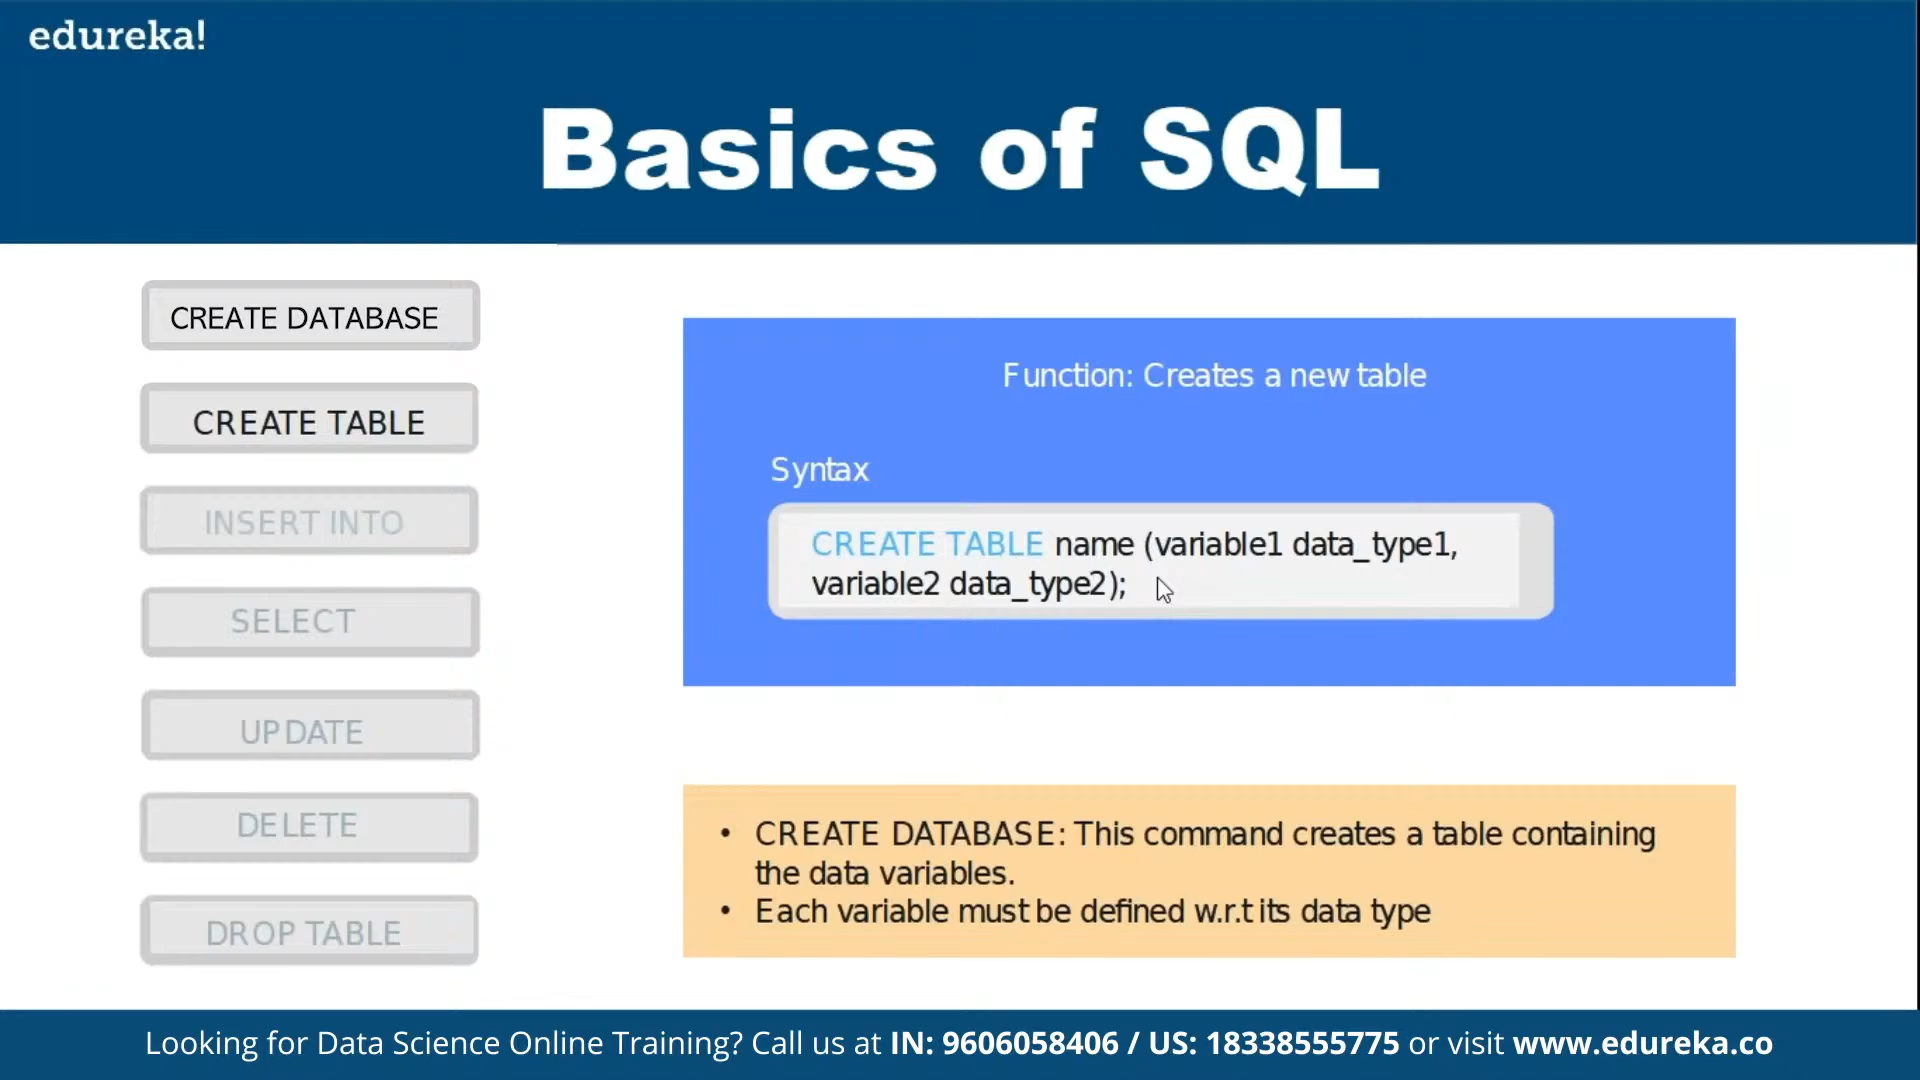 edureka!
Basics of SQL
CREATE DATABASE
CREATE TABLE
INSERT INTO
SELECT
UPDATE
DELETE
DROP TABLE
Function: Creates a new table
Syntax
CREATE TABLE name (variable1 data_type1,
variable2 data_type2);
• CREATE DATABASE: This command creates a table containing
the data variables.
• Each variable must be defined w.r.t its data type
Looking for Data Science Online Training? Call us at IN: 9606058406 / US: 18338555775 or visit www.edureka.co